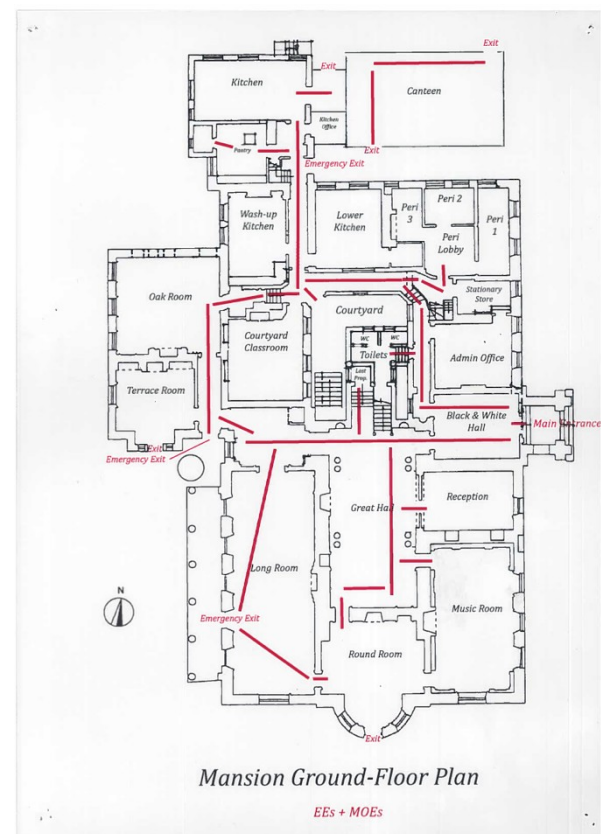 Exit
Exit
Kitchen
Canteen
Kitchen
Office
Pastry
Exit
Emergency Exit
Wash-up
Kitchen
Lower
Kitchen
Peri
3
Peri 2
Peri
1
Peri
Lobby
Oak Room
Courtyard
Stationary
Store
Courtyard
Classroom
WC
WC
Toilets
Admin Office
Terrace Room
Black & White
Hall
Main Entrance
Exit
Emergency Exit
Great Hall
Reception
Long Room
N
Emergency Exit
Music Room
Round Room
Exit
Mansion Ground-Floor Plan
EEs + MOEs